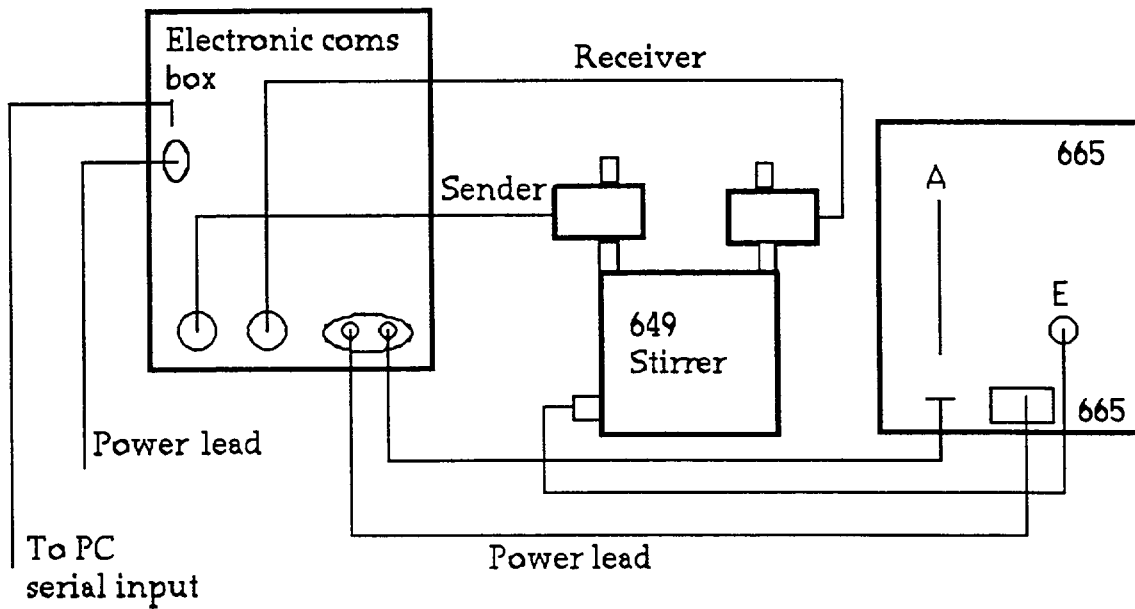 Electronic coms
box
Receiver
Sender
665
A
E
649
Stirrer
665
Power lead
Power lead
To PC
serial input